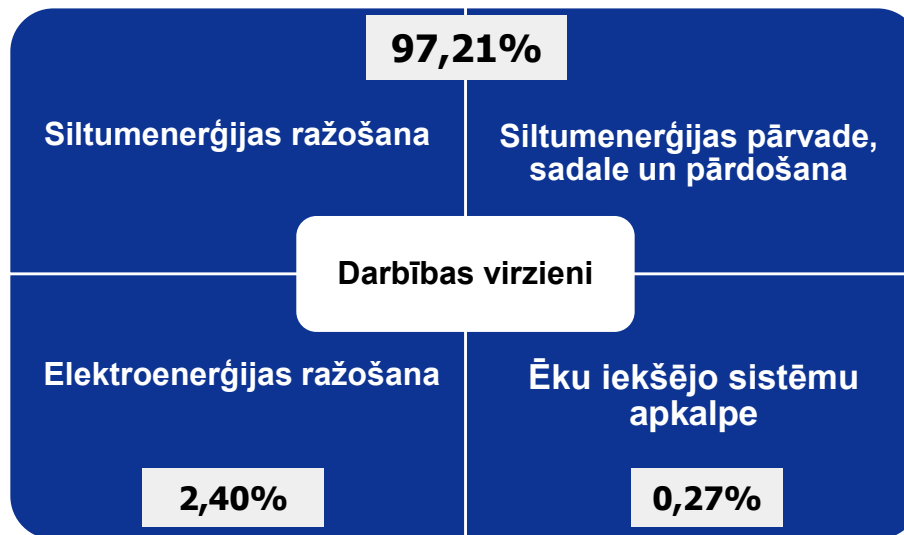 97,21%
Siltumenerģijas ražošana
Siltumenerģijas pārvade,
sadale un pārdošana
Darbības virzieni
Elektroenerģijas ražošana
Ēku iekšējo sistēmu
apkalpe
2,40%
0,27%